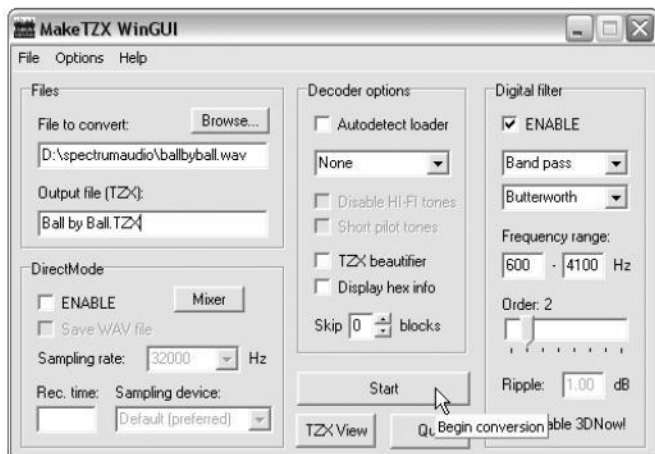 MakeTZX WinGUI
File Options Help
Files
File to convert:
Browse...
D:\spectrumaudio\ballbyball.wav
Output file (TZX):
Ball by Ball.TZX
DirectMode
ENABLE
Mixer
Save WAV file
Sampling rate: 32000 Hz
Rec. time: Sampling device:
Default (preferred)
Decoder options
Autodetect loader
None
Disable HI-FI tones
Short pilot tones
TZX beautifier
Display hex info
Skip 0 blocks
Start
TZX View
Begin conversion
Digital filter
ENABLE
Band pass
Butterworth
Frequency range:
600 - 4100 Hz
Order: 2
Ripple: 1.00 dB
able 3DNow!